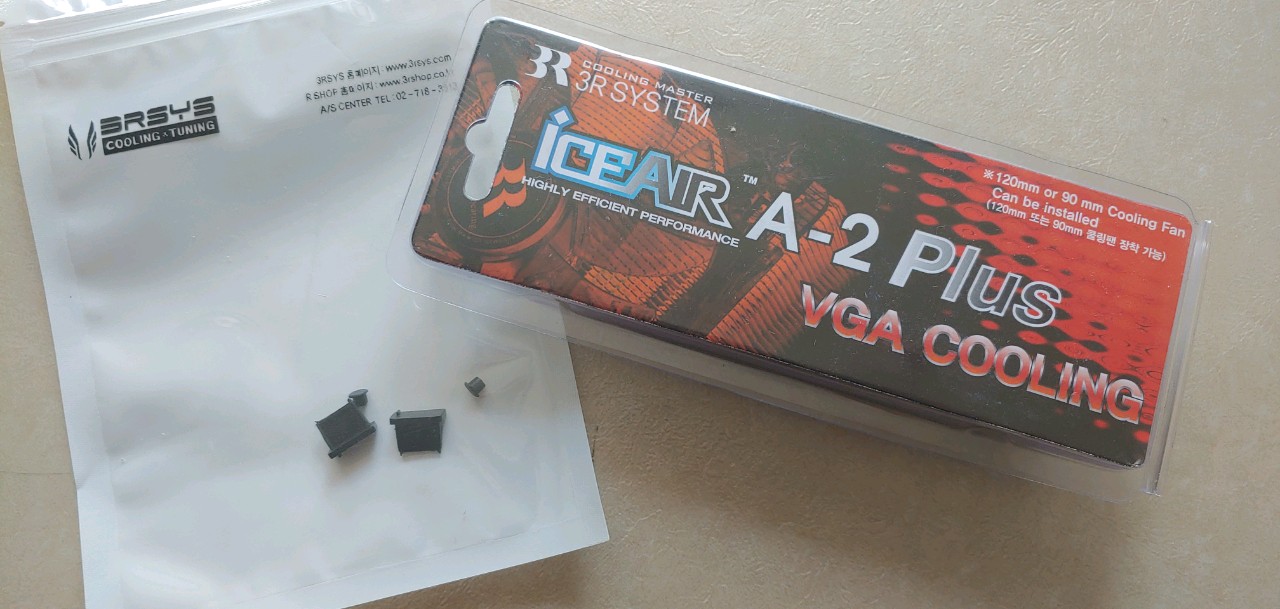 3RSYS 홈페이지 : www.3rsys.com
R SHOP 홈페이지 : www.3rshop.co
A/S CENTER TEL : 02 - 718 -
3RSYS
COOLING & TUNING
COOLING MASTER
3R SYSTEM
iCEAIR™
HIGHLY EFFICIENT PERFORMANCE
A-2 Plus
VGA COOLING
※120mm or 90 mm Cooling Fan
Can be installed
(120mm 또는 90mm 쿨링팬 장착 가능)